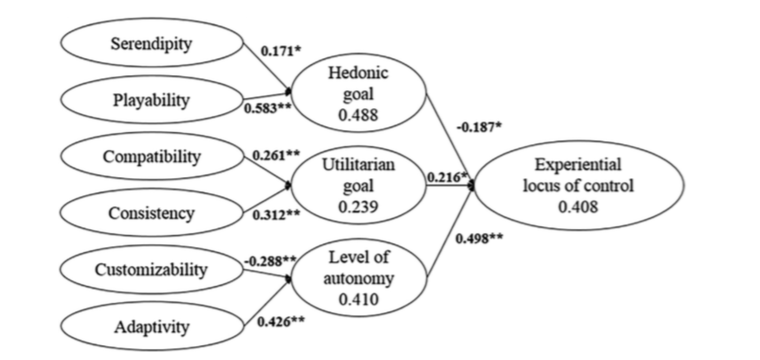 Serendipity
0.171*
Playability
0.583**
Hedonic
goal
0.488
Compatibility
0.261**
Consistency
0.312**
Utilitarian
goal
0.239
Customizability
-0.288**
Adaptivity
0.426**
Level of
autonomy
0.410
-0.187*
0.216*
0.498**
Experiential
locus of control
0.408